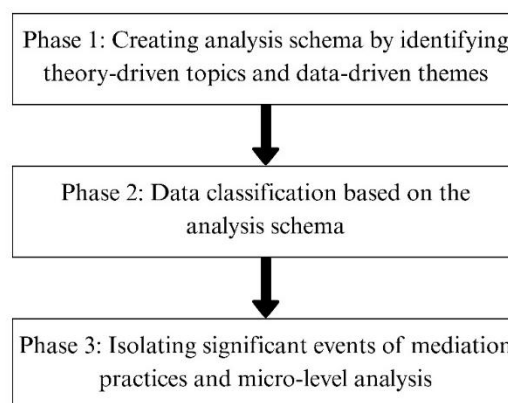 Phase 1: Creating analysis schema by identifying
theory-driven topics and data-driven themes
Phase 2: Data classification based on the
analysis schema
Phase 3: Isolating significant events of mediation
practices and micro-level analysis